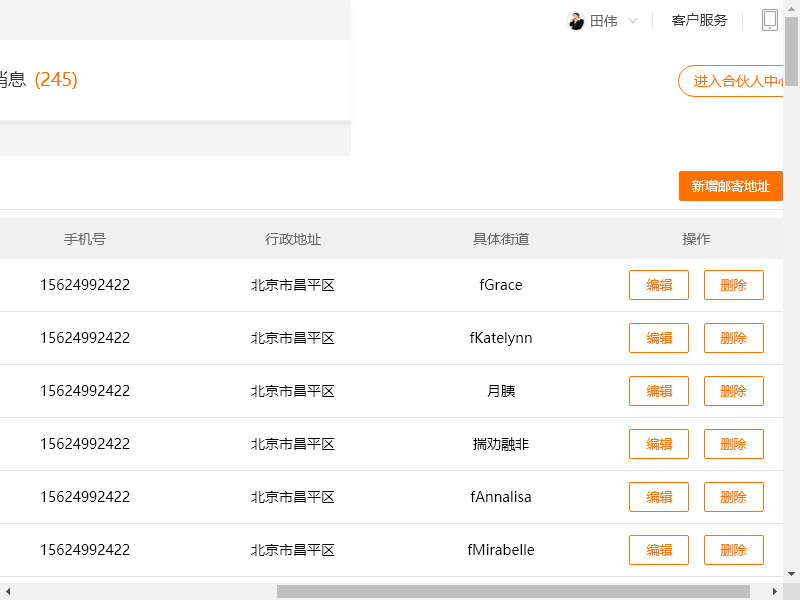 田伟 客户服务
消息 (245)
进入合伙人中心
新增邮寄地址
手机号 行政地址 具体街道 操作
15624992422 北京市昌平区 fGrace 编辑 删除
15624992422 北京市昌平区 fKatelynn 编辑 删除
15624992422 北京市昌平区 月胰 编辑 删除
15624992422 北京市昌平区 揣劝融非 编辑 删除
15624992422 北京市昌平区 fAnnalisa 编辑 删除
15624992422 北京市昌平区 fMirabelle 编辑 删除